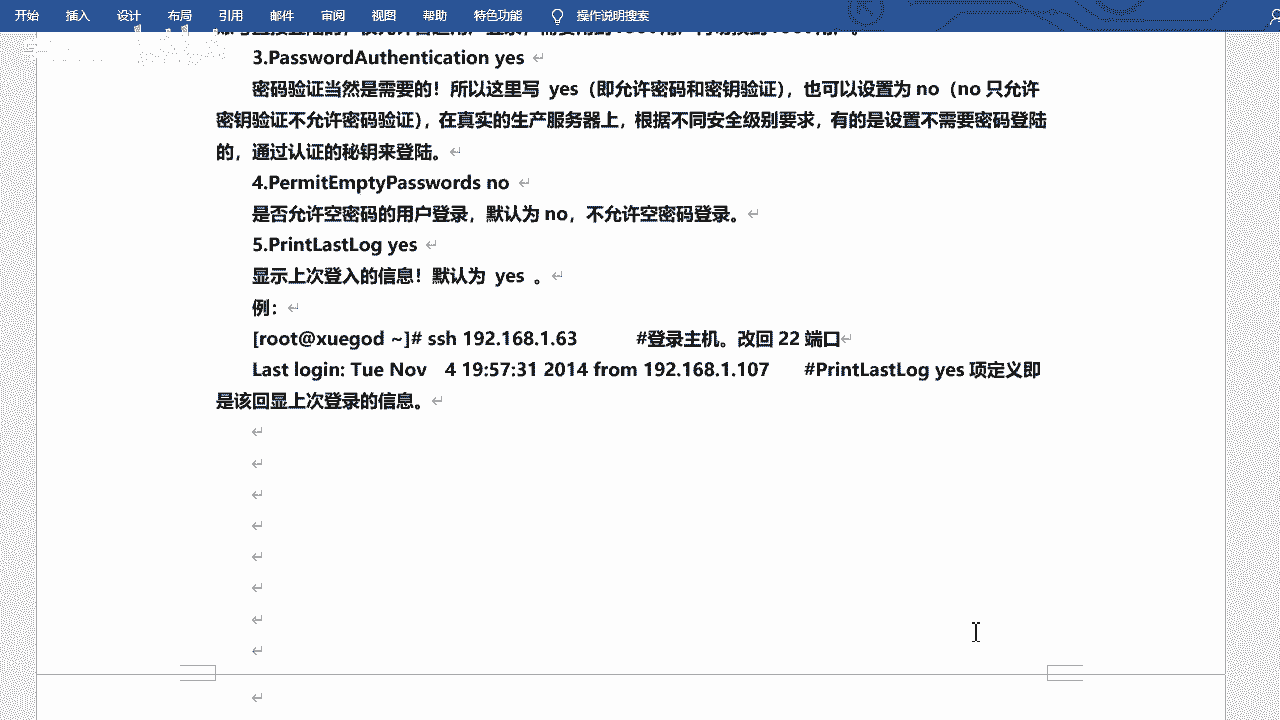 开始 插入 设计 布局 引用 邮件 审阅 视图 帮助 特色功能 操作说明搜索
3.PasswordAuthentication yes
密码验证当然是需要的！所以这里写 yes（即允许密码和密钥验证），也可以设置为 no（no 只允许
密钥验证不允许密码验证），在真实的生产服务器上，根据不同安全级别要求，有的是设置不需要密码登陆
的，通过认证的秘钥来登陆。
4.PermitEmptyPasswords no
是否允许空密码的用户登录，默认为 no，不允许空密码登录。
5.PrintLastLog yes
显示上次登入的信息！默认为 yes 。
例：
[root@xuegod ~]# ssh 192.168.1.63 #登录主机。改回 22 端口
Last login: Tue Nov 4 19:57:31 2014 from 192.168.1.107 #PrintLastLog yes 项定义即
是该回显上次登录的信息。